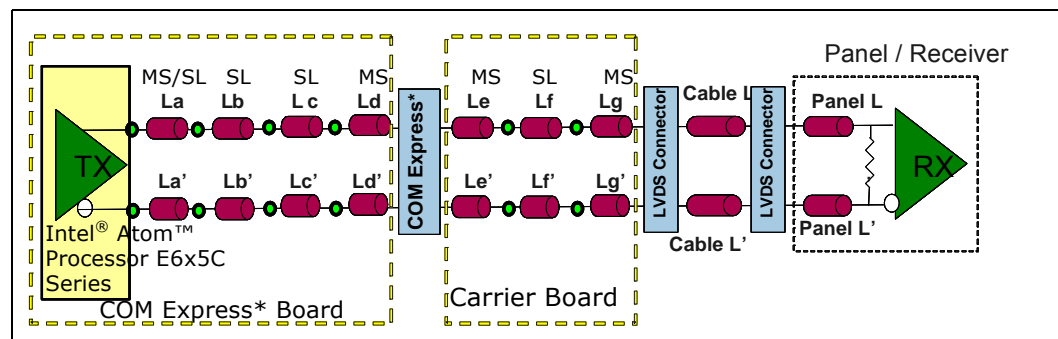 Panel / Receiver
MS/SL SL SL MS
MS SL MS
La Lb L c Ld
Le Lf Lg
Cable L
Panel L
TX
COM Express*
LVDS Connector
LVDS Connector
RX
La’ Lb’ Lc’ Ld’
Le’ Lf’ Lg’
Cable L’
Panel L’
Intel® Atom™
Processor E6x5C
Series
COM Express* Board
Carrier Board